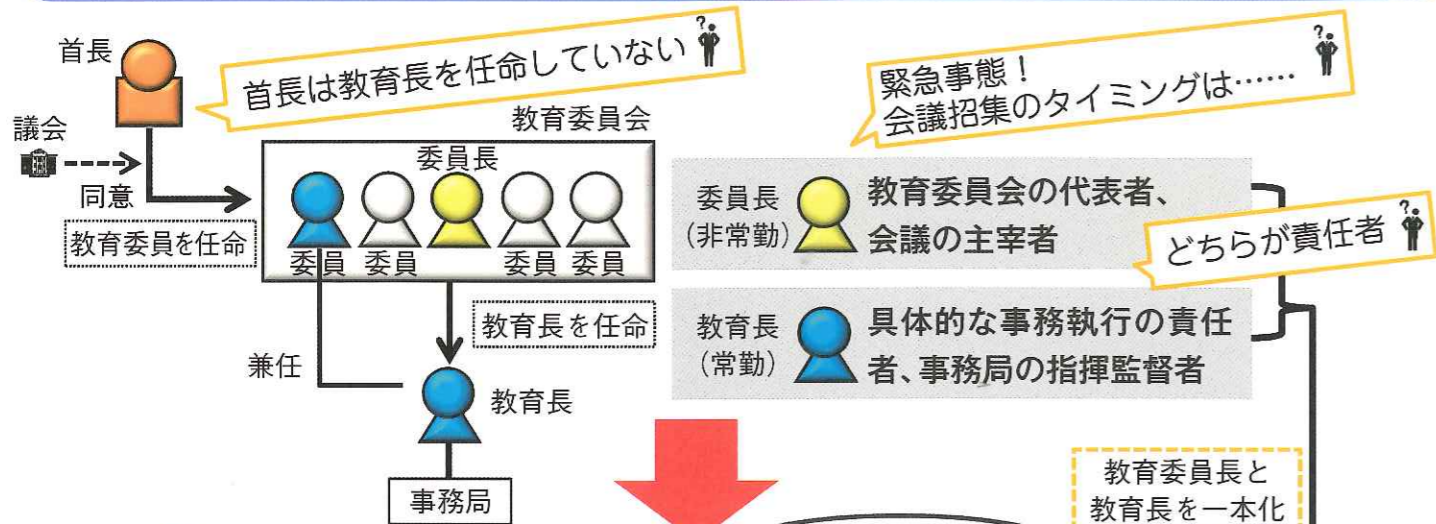 首長
首長は教育長を任命していない
議会
同意
教育委員を任命
教育委員会
委員長
委員 委員 委員 委員
教育長を任命
兼任
教育長
事務局
緊急事態!
会議招集のタイミングは……
委員長
(非常勤)
教育委員会の代表者、
会議の主宰者
どちらが責任者
教育長
(常勤)
具体的な事務執行の責任
者、事務局の指揮監督者
教育委員長と
教育長を一本化